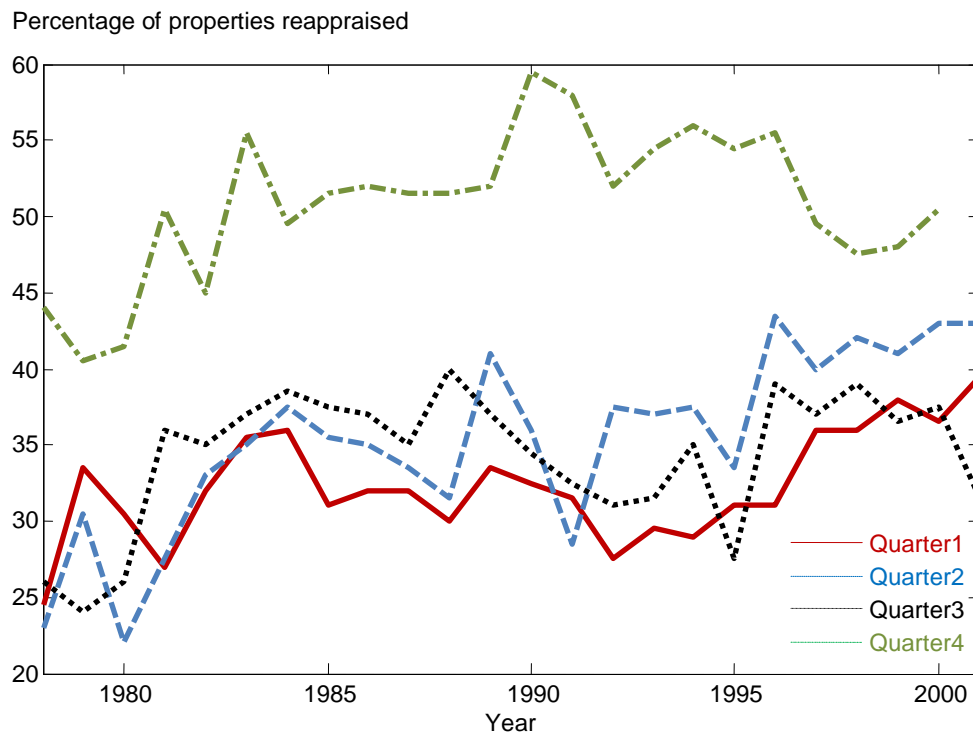 Percentage of properties reappraised
60
55
50
45
40
35
30
25
20
Quarter1
Quarter2
Quarter3
Quarter4
1980 1985 1990 1995 2000
Year